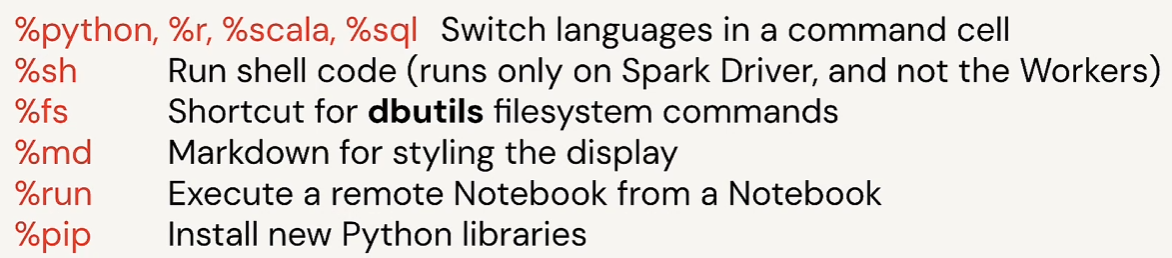 %python, %r, %scala, %sql Switch languages in a command cell
%sh Run shell code (runs only on Spark Driver, and not the Workers)
%fs Shortcut for dbutils filesystem commands
%md Markdown for styling the display
%run Execute a remote Notebook from a Notebook
%pip Install new Python libraries